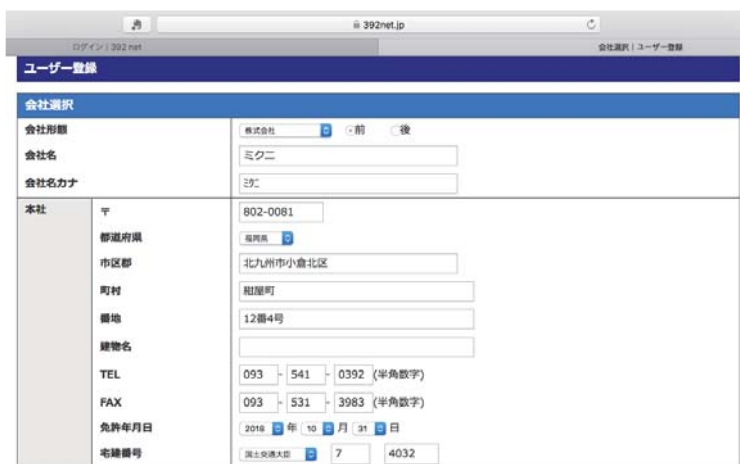 392net.jp
ログイン | 392 net
会社選択 | ユーザー登録
ユーザー登録
会社選択
会社形態 株式会社 前 後
会社名 ミクニ
会社名カナ ﾐｸﾆ
本社 〒 802-0081
都道府県 福岡県
市区郡 北九州市小倉北区
町村 紺屋町
番地 12番4号
建物名
TEL 093 - 541 - 0392 (半角数字)
FAX 093 - 531 - 3983 (半角数字)
免許年月日 2018 年 10 月 31 日
宅建番号 国土交通大臣 7 4032